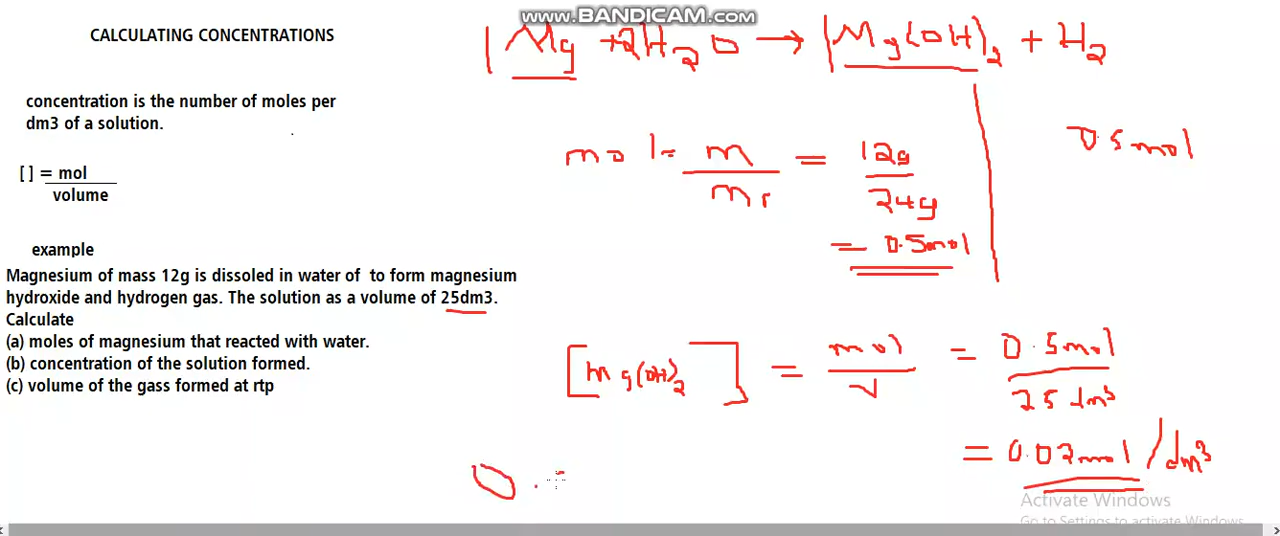 www.BANDICAM.com
CALCULATING CONCENTRATIONS
concentration is the number of moles per
dm3 of a solution.
[ ] = mol
volume
example
Magnesium of mass 12g is dissoled in water of  to form magnesium
hydroxide and hydrogen gas. The solution as a volume of 25dm3.
Calculate
(a) moles of magnesium that reacted with water.
(b) concentration of the solution formed.
(c) volume of the gass formed at rtp
1Mg + 2H2O → 1Mg(OH)2 + H2
mol = m / mr = 12g / 24g
= 0.5mol
0.5mol
[Mg(OH)2] = mol / v = 0.5mol / 25dm³
= 0.02mol/dm³
0.
Activate Windows
Go to Settings to activate Windows.